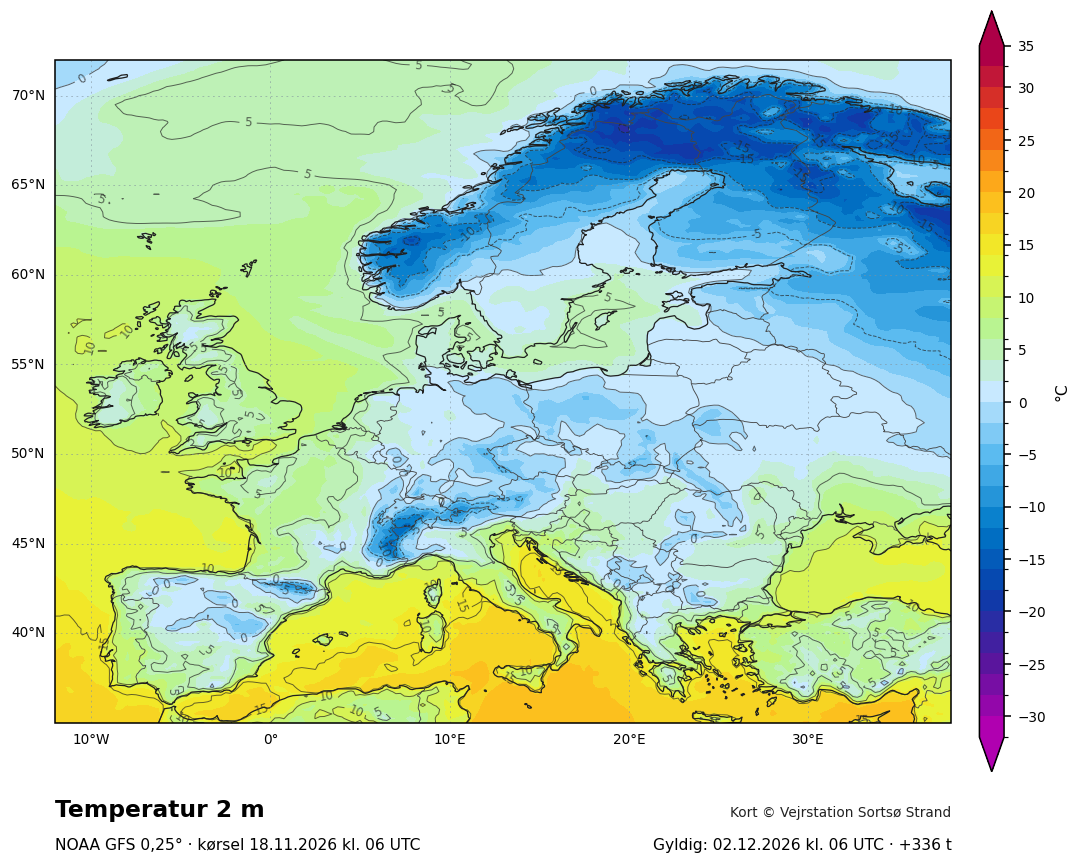 70°N
65°N
60°N
55°N
50°N
45°N
40°N
10°W 0° 10°E 20°E 30°E
35
30
25
20
15
10
5
0
−5
−10
−15
−20
−25
−30
°C
Temperatur 2 m
Kort © Vejrstation Sortsø Strand
NOAA GFS 0,25° · kørsel 18.11.2026 kl. 06 UTC
Gyldig: 02.12.2026 kl. 06 UTC · +336 t